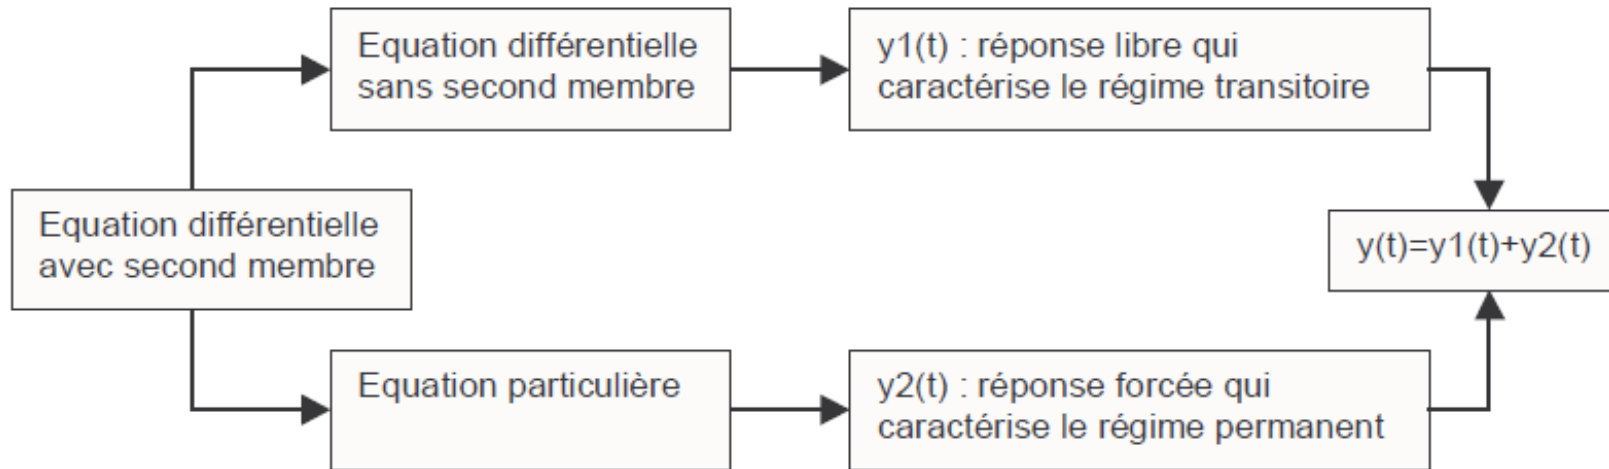 Equation différentielle
sans second membre
y1(t) : réponse libre qui
caractérise le régime transitoire
Equation différentielle
avec second membre
y(t)=y1(t)+y2(t)
Equation particulière
y2(t) : réponse forcée qui
caractérise le régime permanent